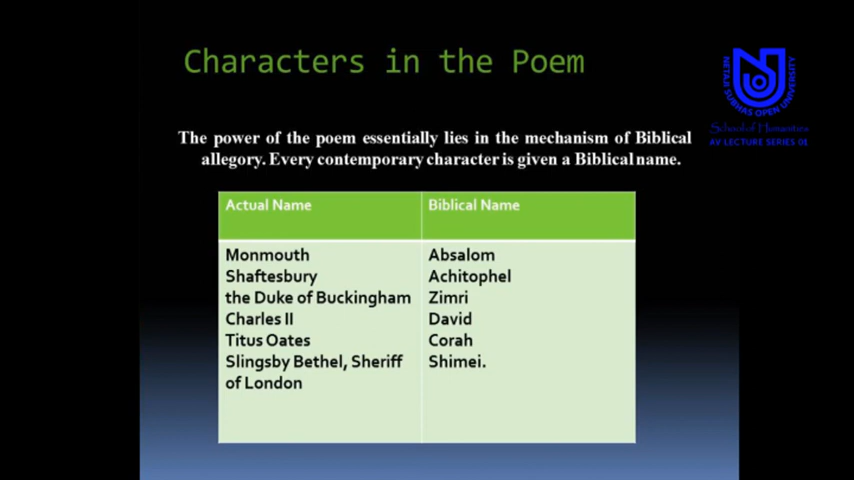 Characters in the Poem
NETAJI SUBHAS OPEN UNIVERSITY
School of Humanities
AV LECTURE SERIES 01
The power of the poem essentially lies in the mechanism of Biblical
allegory. Every contemporary character is given a Biblical name.
Actual Name Biblical Name
Monmouth Absalom
Shaftesbury Achitophel
the Duke of Buckingham Zimri
Charles II David
Titus Oates Corah
Slingsby Bethel, Sheriff Shimei.
of London